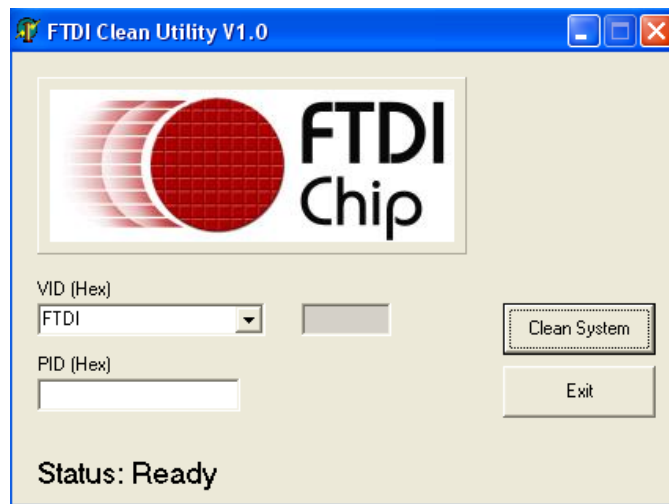 FTDI Clean Utility V1.0
FTDI
Chip
VID (Hex)
FTDI
Clean System
PID (Hex)
Exit
Status: Ready